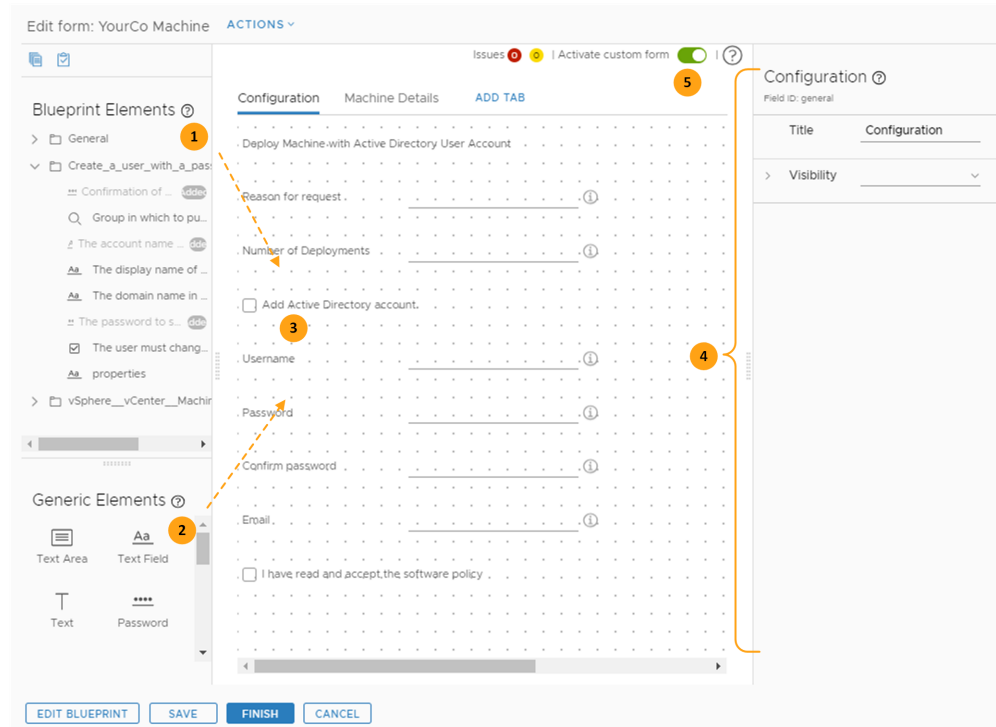 Edit form: YourCo Machine ACTIONS
Issues 0 0 | Activate custom form | ?
5
Blueprint Elements ?
1
General
Create_a_user_with_a_pas
Confirmation of ... Added
Group in which to pu...
The account name ... dde
The display name of ...
The domain name in ...
The password to s... dde
The user must chang...
properties
vSphere__vCenter__Machin
Generic Elements ?
2
Text Area
Text Field
Text
Password
Configuration Machine Details ADD TAB
Deploy Machine with Active Directory User Account
Reason for request
Number of Deployments
Add Active Directory account.
3
Username
Password
Confirm password
Email
I have read and accept the software policy
4
Configuration ?
Field ID: general
Title Configuration
Visibility
EDIT BLUEPRINT SAVE FINISH CANCEL